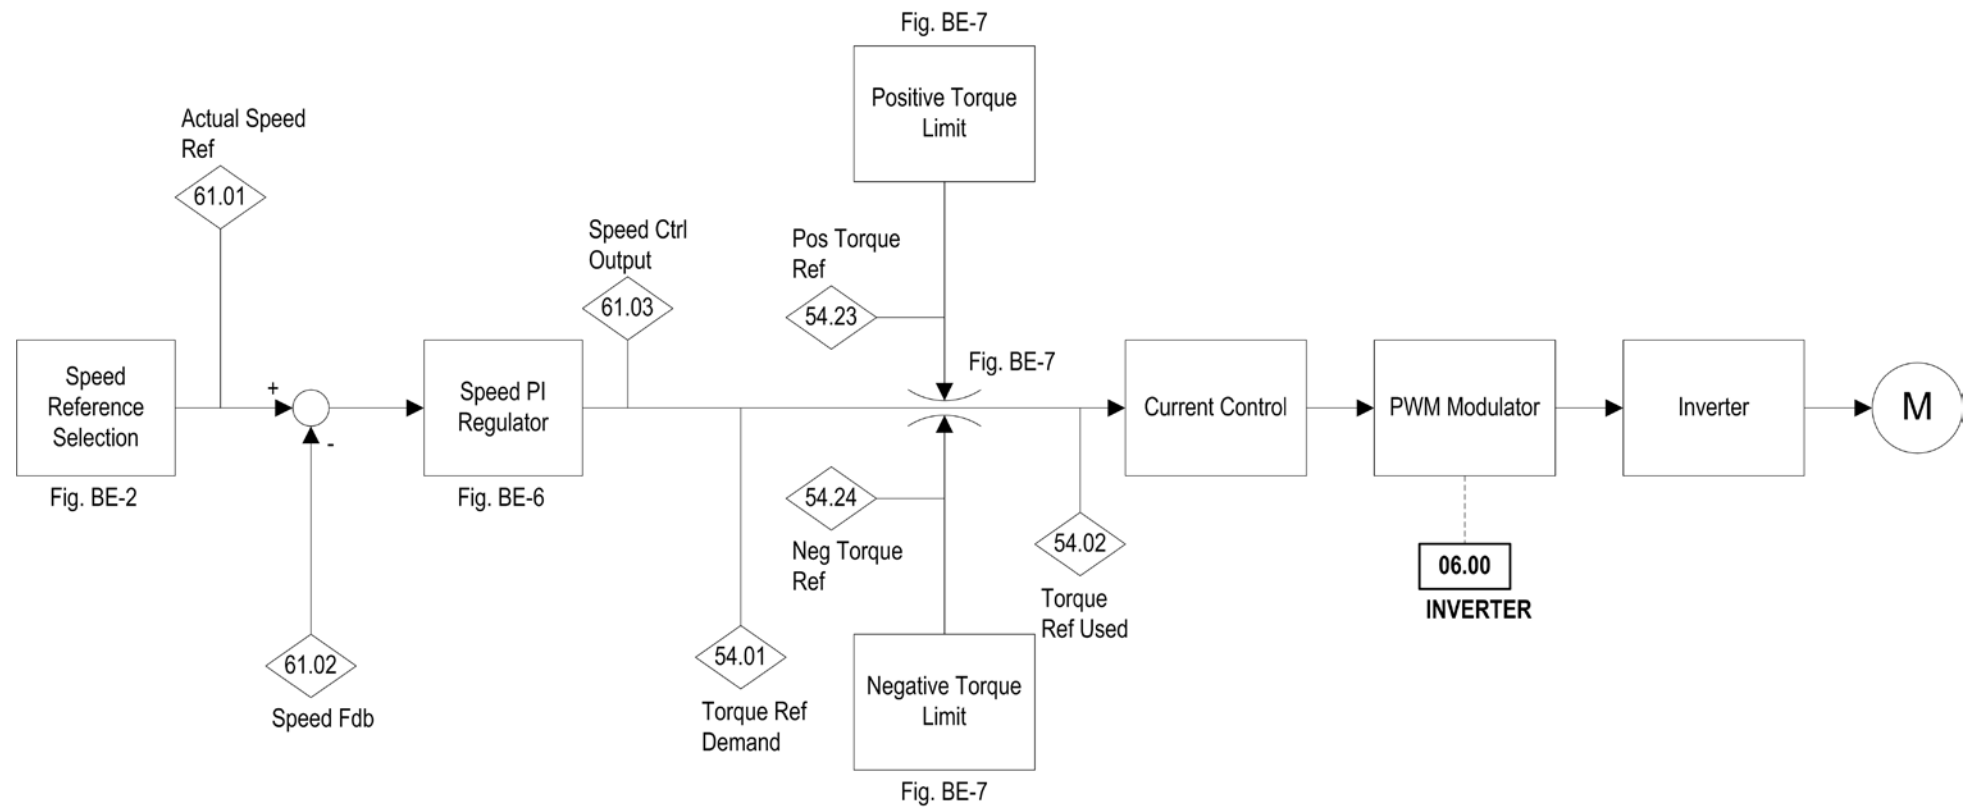 Fig. BE-7
Positive Torque
Limit
Actual Speed
Ref
61.01
Speed Ctrl
Output
61.03
Pos Torque
Ref
54.23
Fig. BE-7
Speed
Reference
Selection
Fig. BE-2
+
-
Speed PI
Regulator
Fig. BE-6
Current Control
PWM Modulator
Inverter
M
54.24
Neg Torque
Ref
54.02
Torque
Ref Used
06.00
INVERTER
61.02
Speed Fdb
54.01
Torque Ref
Demand
Negative Torque
Limit
Fig. BE-7